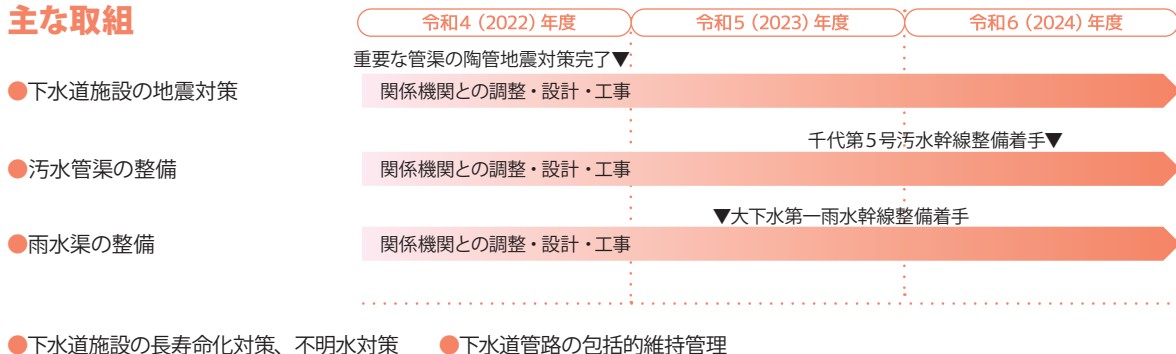 主な取組
令和4（2022）年度 令和5（2023）年度 令和6（2024）年度
重要な管渠の陶管地震対策完了▼
●下水道施設の地震対策 関係機関との調整・設計・工事
千代第5号汚水幹線整備着手▼
●汚水管渠の整備 関係機関との調整・設計・工事
▼大下水第一雨水幹線整備着手
●雨水渠の整備 関係機関との調整・設計・工事
●下水道施設の長寿命化対策、不明水対策 ●下水道管路の包括的維持管理